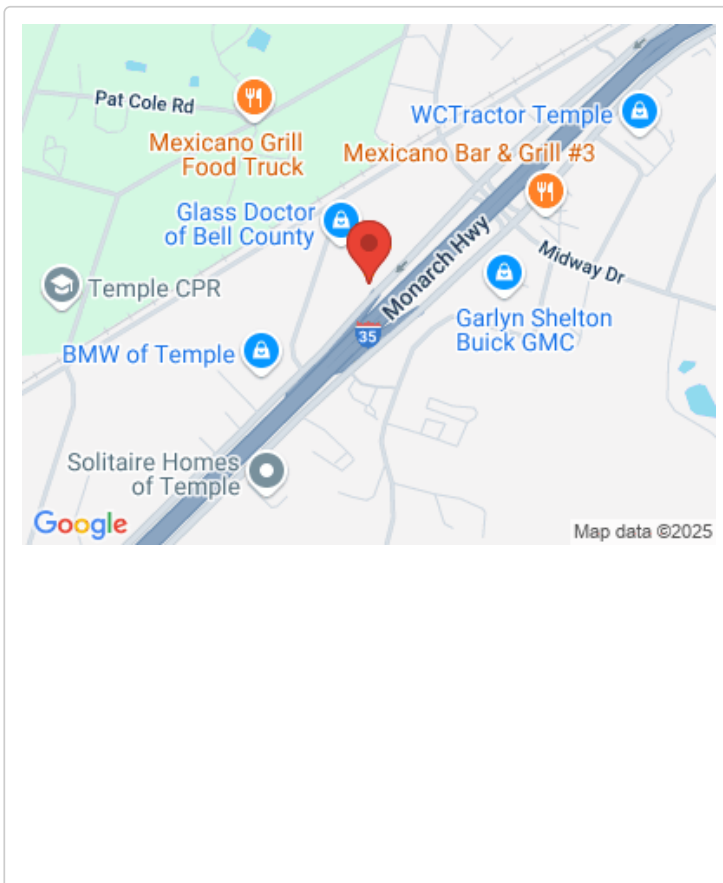 Pat Cole Rd
WCTractor Temple
Mexicano Grill
Food Truck
Mexicano Bar & Grill #3
Glass Doctor
of Bell County
Monarch Hwy
Midway Dr
Temple CPR
35
Garlyn Shelton
Buick GMC
BMW of Temple
Solitaire Homes
of Temple
Google
Map data ©2025